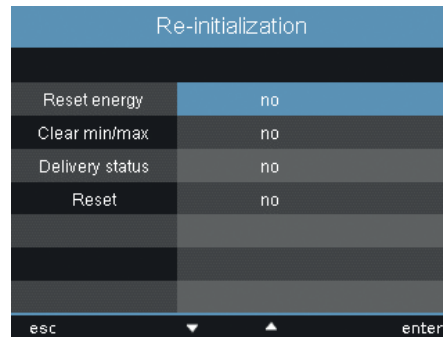 Re-initialization
Reset energy no
Clear min/max no
Delivery status no
Reset no
esc enter